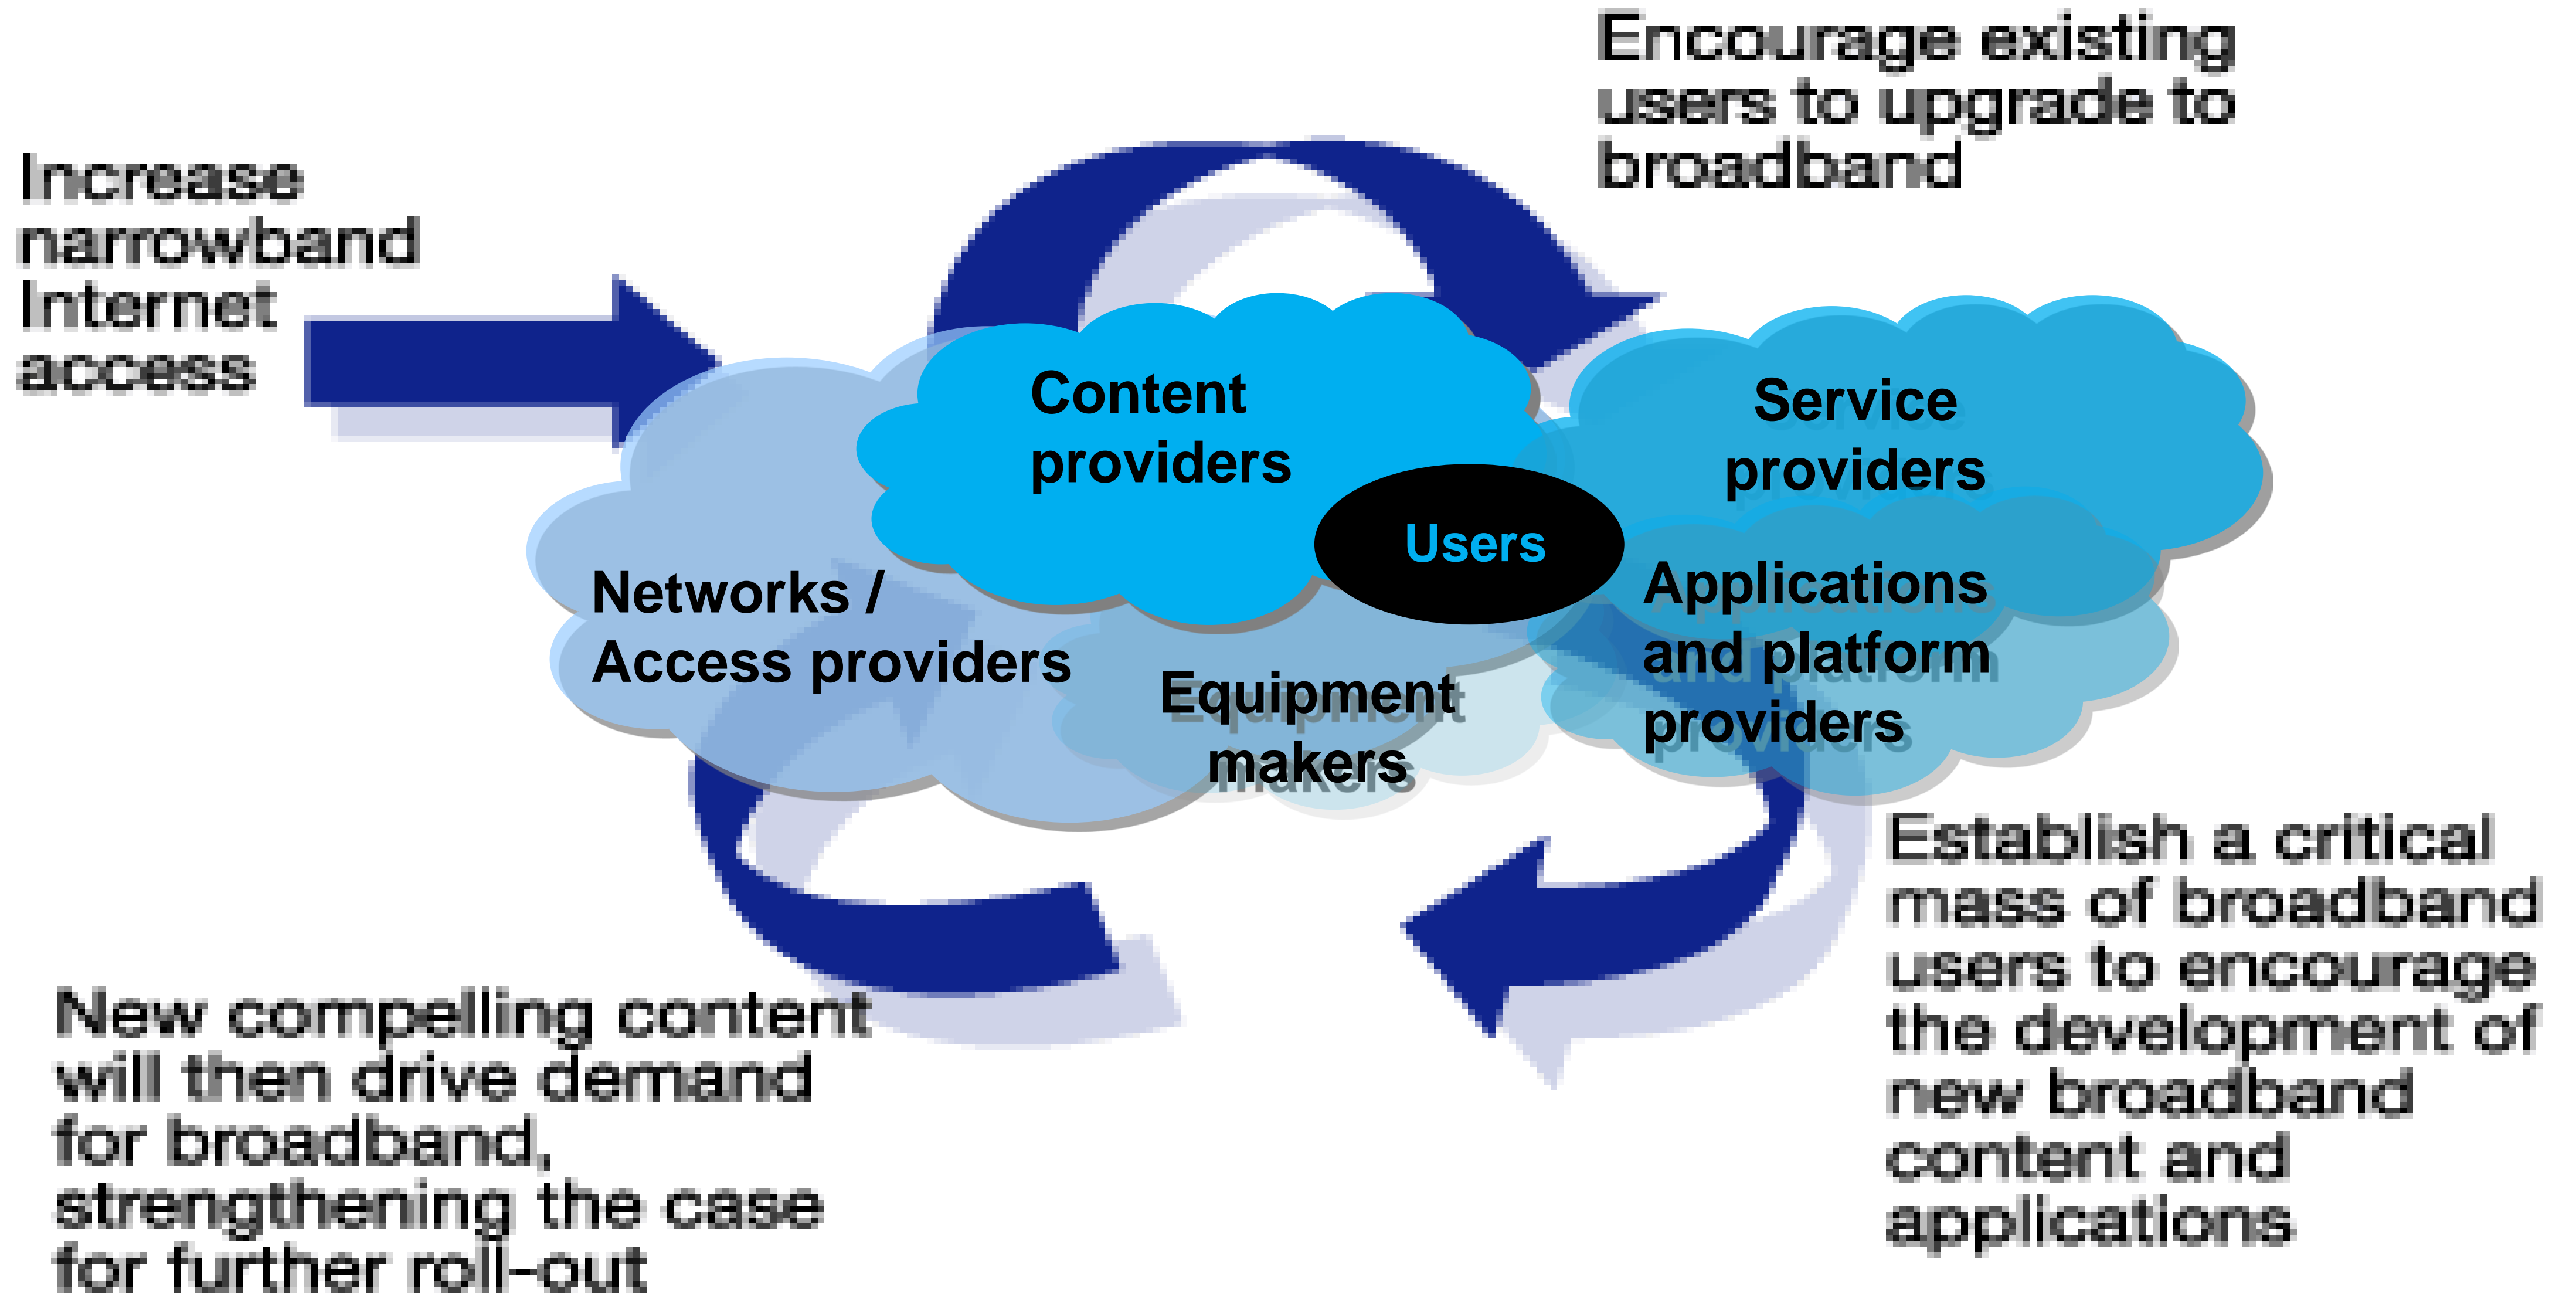 Increase
narrowband
Internet
access
Encourage existing
users to upgrade to
broadband
Content
providers
Service
providers
Users
Networks /
Access providers
Applications
and platform
providers
Equipment
makers
Establish a critical
mass of broadband
users to encourage
the development of
new broadband
content and
applications
New compelling content
will then drive demand
for broadband,
strengthening the case
for further roll-out